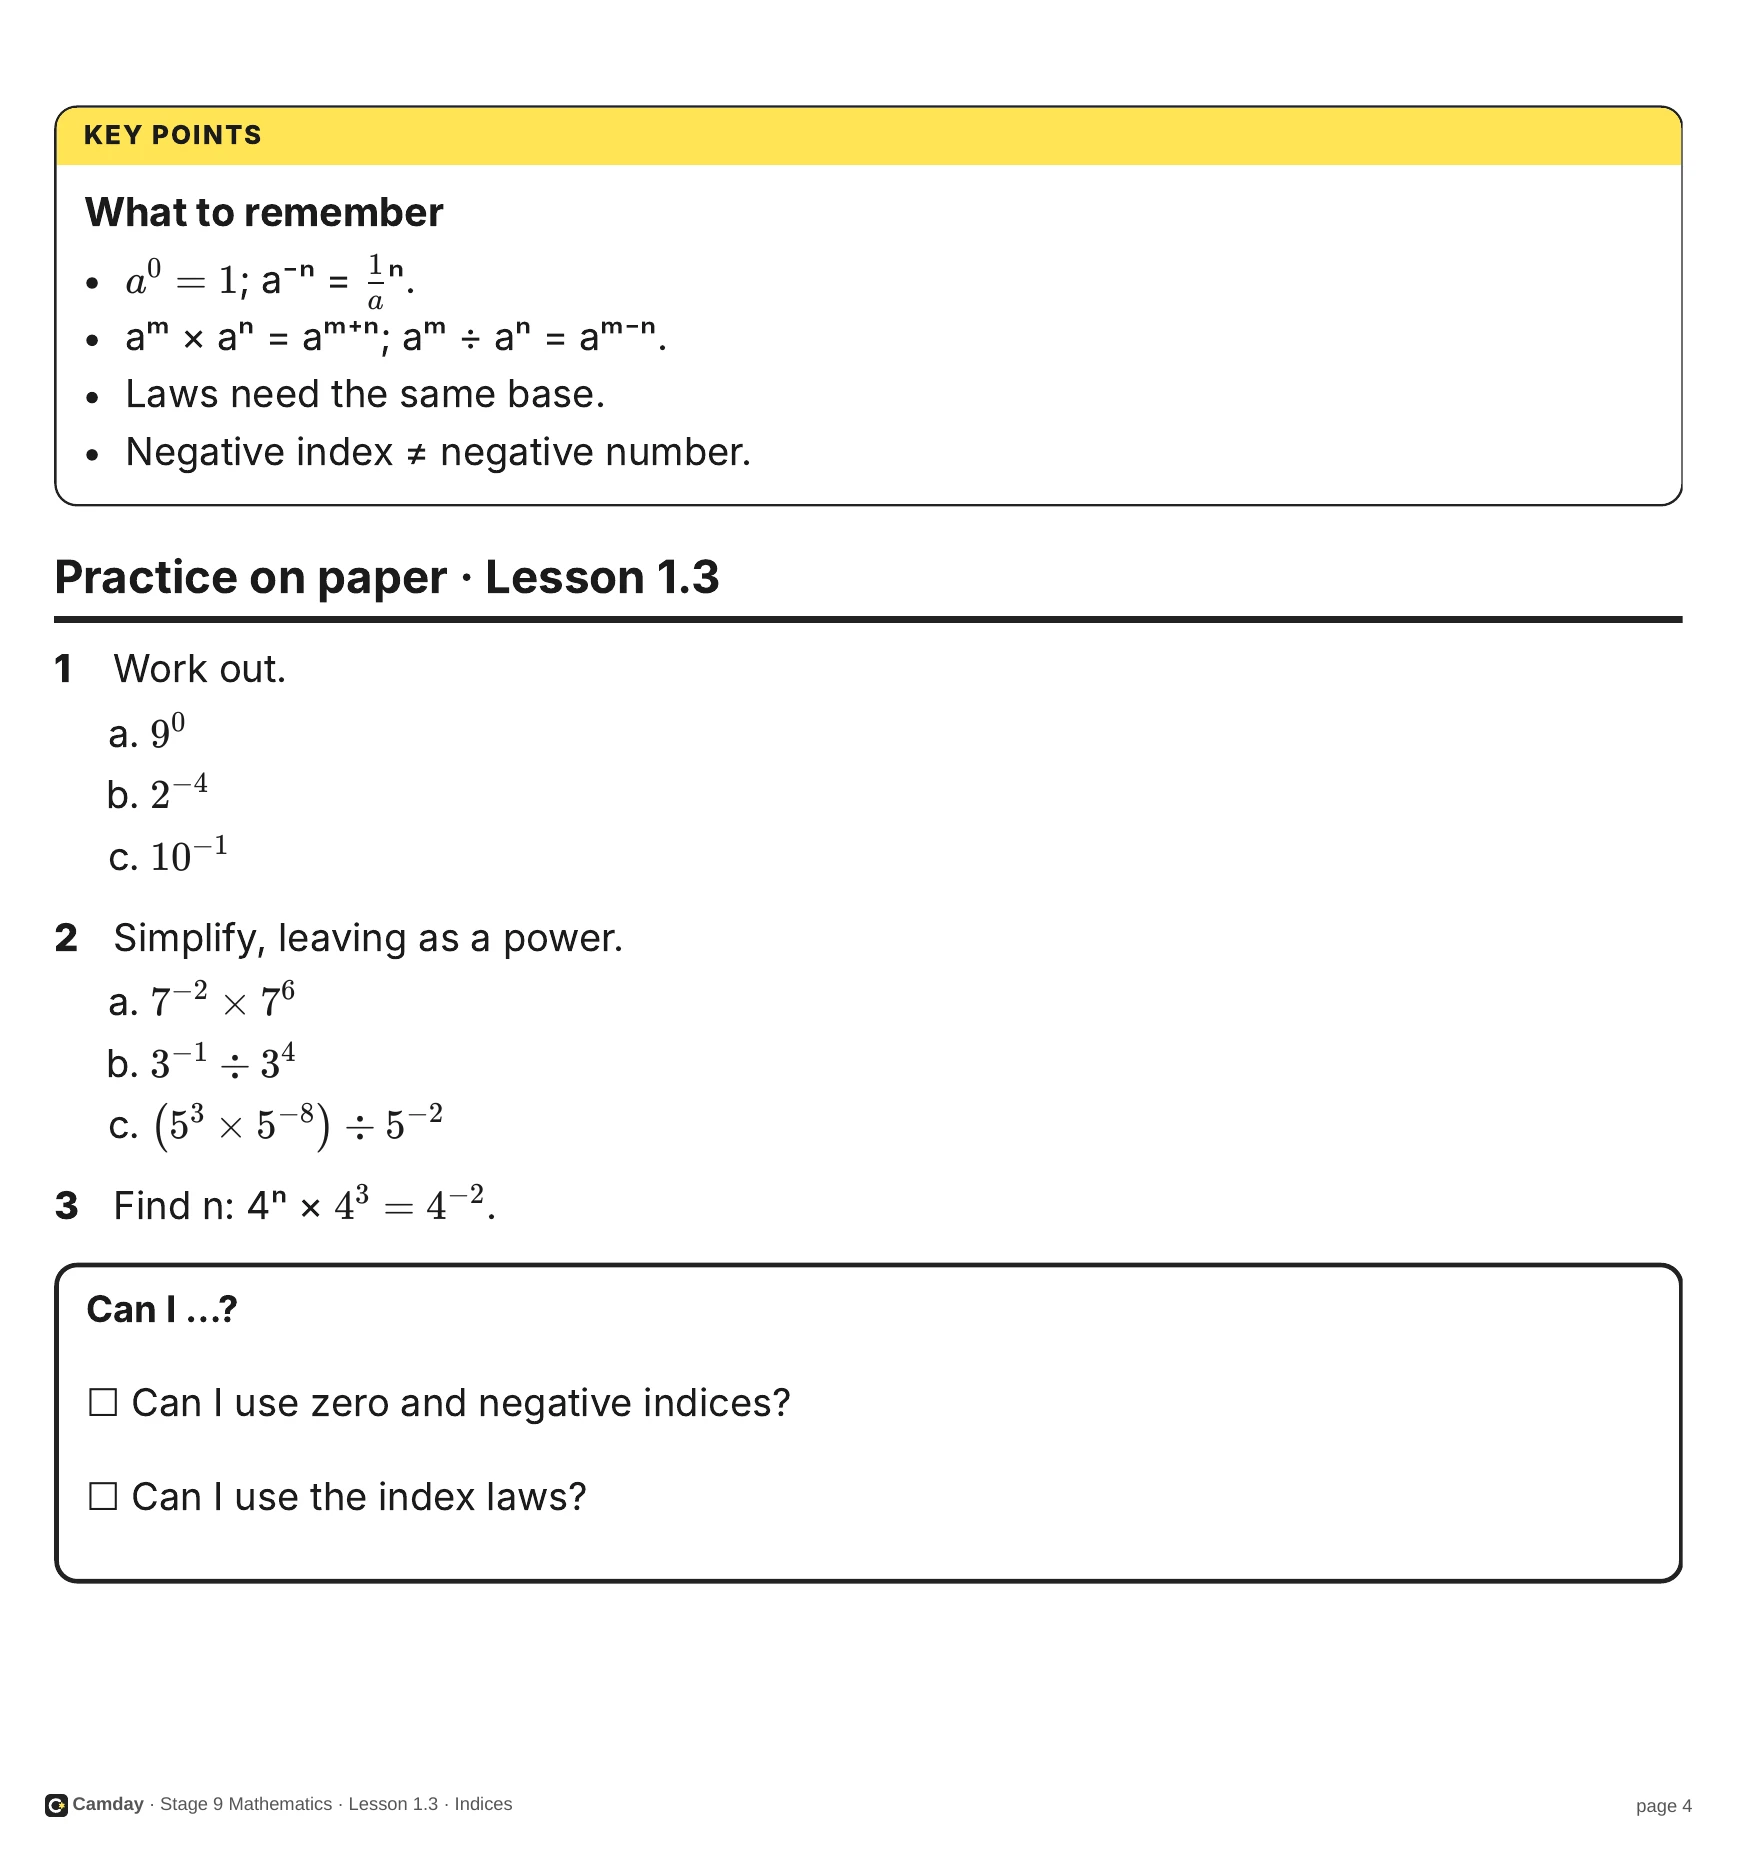 KEY POINTS
What to remember
• a⁰ = 1; a⁻ⁿ = 1/a ⁿ.
• aᵐ × aⁿ = aᵐ⁺ⁿ; aᵐ ÷ aⁿ = aᵐ⁻ⁿ.
• Laws need the same base.
• Negative index ≠ negative number.
Practice on paper · Lesson 1.3
1 Work out.
a. 9⁰
b. 2⁻⁴
c. 10⁻¹
2 Simplify, leaving as a power.
a. 7⁻² × 7⁶
b. 3⁻¹ ÷ 3⁴
c. (5³ × 5⁻⁸) ÷ 5⁻²
3 Find n: 4ⁿ × 4³ = 4⁻².
Can I …?
☐ Can I use zero and negative indices?
☐ Can I use the index laws?
Camday · Stage 9 Mathematics · Lesson 1.3 · Indices
page 4